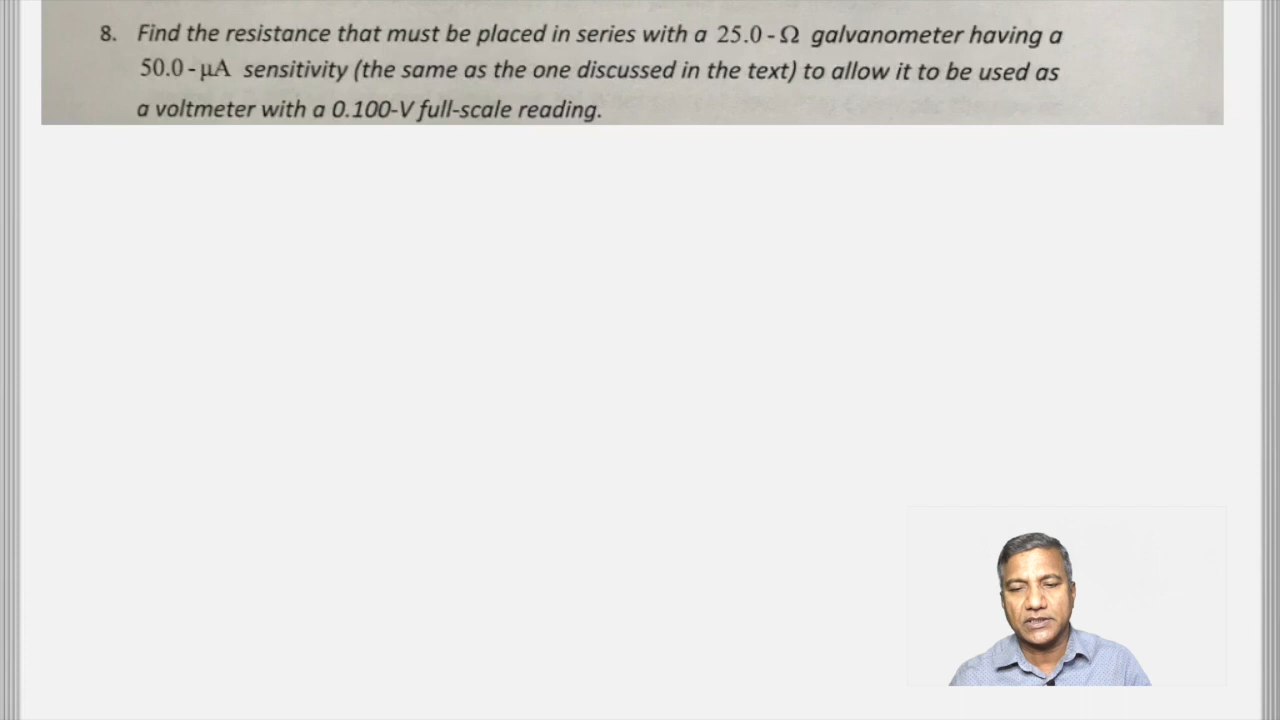 8. Find the resistance that must be placed in series with a 25.0 - Ω galvanometer having a
50.0 - μA sensitivity (the same as the one discussed in the text) to allow it to be used as
a voltmeter with a 0.100-V full-scale reading.